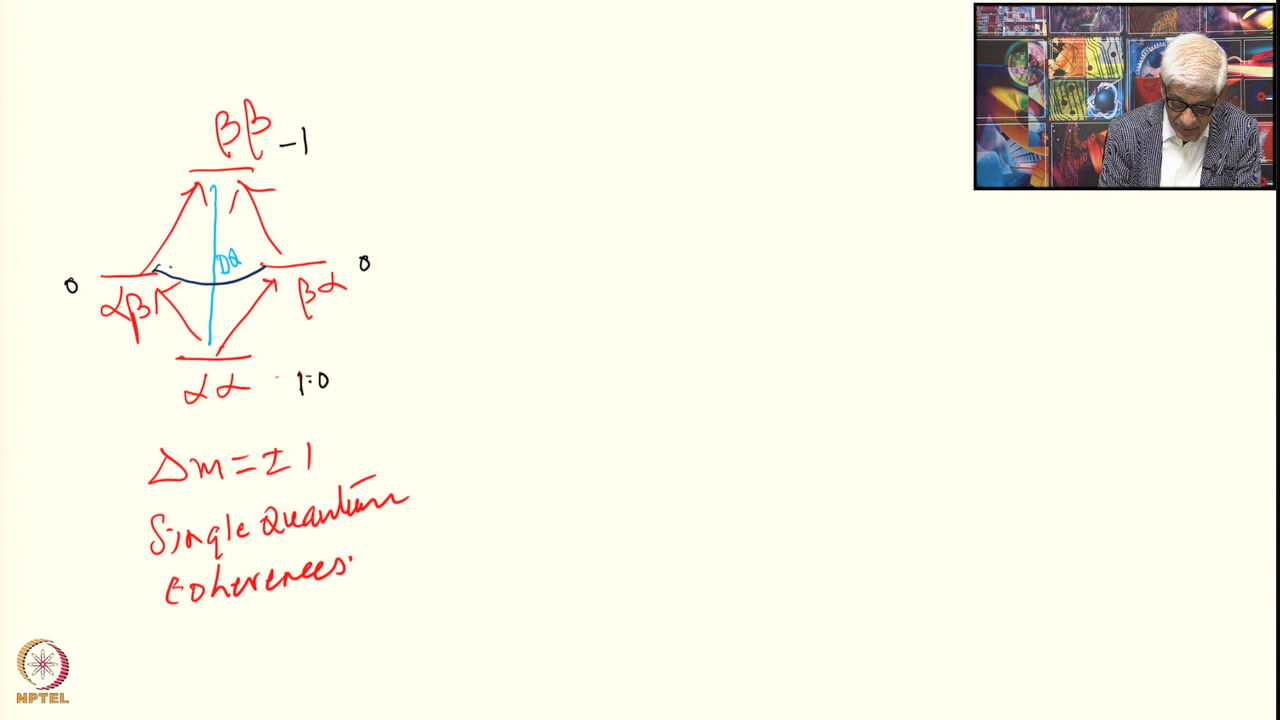 ββ
-1
DQ
0
αβ
βα
0
αα
1.0
Δm = ± 1
Single Quantum
Coherences.
NPTEL